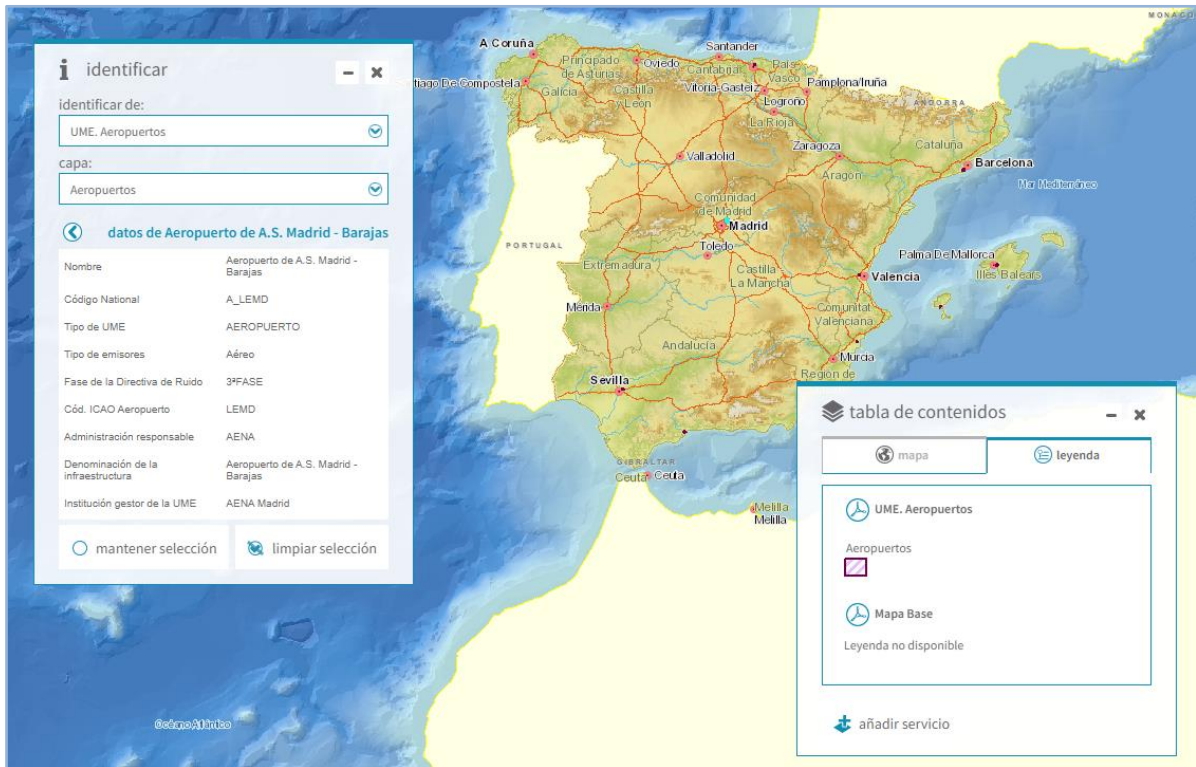 identificar
identificar de:
UME. Aeropuertos
capa:
Aeropuertos
datos de Aeropuerto de A.S. Madrid - Barajas
Nombre Aeropuerto de A.S. Madrid -
Barajas
Código National A_LEMD
Tipo de UME AEROPUERTO
Tipo de emisores Aéreo
Fase de la Directiva de Ruido 3ªFASE
Cód. ICAO Aeropuerto LEMD
Administración responsable AENA
Denominación de la Aeropuerto de A.S. Madrid -
infraestructura Barajas
Institución gestor de la UME AENA Madrid
mantener selección limpiar selección
A Coruña
Santander
Principado
de Asturias
Oviedo
Cantabria
País
Vasco
tiago De Compostela
Galicia
Castilla
y León
Vitoria-Gasteiz
Pamplona/Iruña
Logroño
La Rioja
ANDORRA
Valladolid
Zaragoza
Aragón
Cataluña
Barcelona
Mar Mediterráneo
Comunidad
de Madrid
Madrid
PORTUGAL
Toledo
Extremadura
Castilla
La Mancha
Palma De Mallorca
Illes Balears
Valencia
Mérida
Comunitat
Valenciana
Andalucía
Murcia
Región de
Sevilla
GIBRALTAR
Ceuta Ceuta
Melilla
Melilla
Océano Atlántico
tabla de contenidos
mapa leyenda
UME. Aeropuertos
Aeropuertos
Mapa Base
Leyenda no disponible
añadir servicio